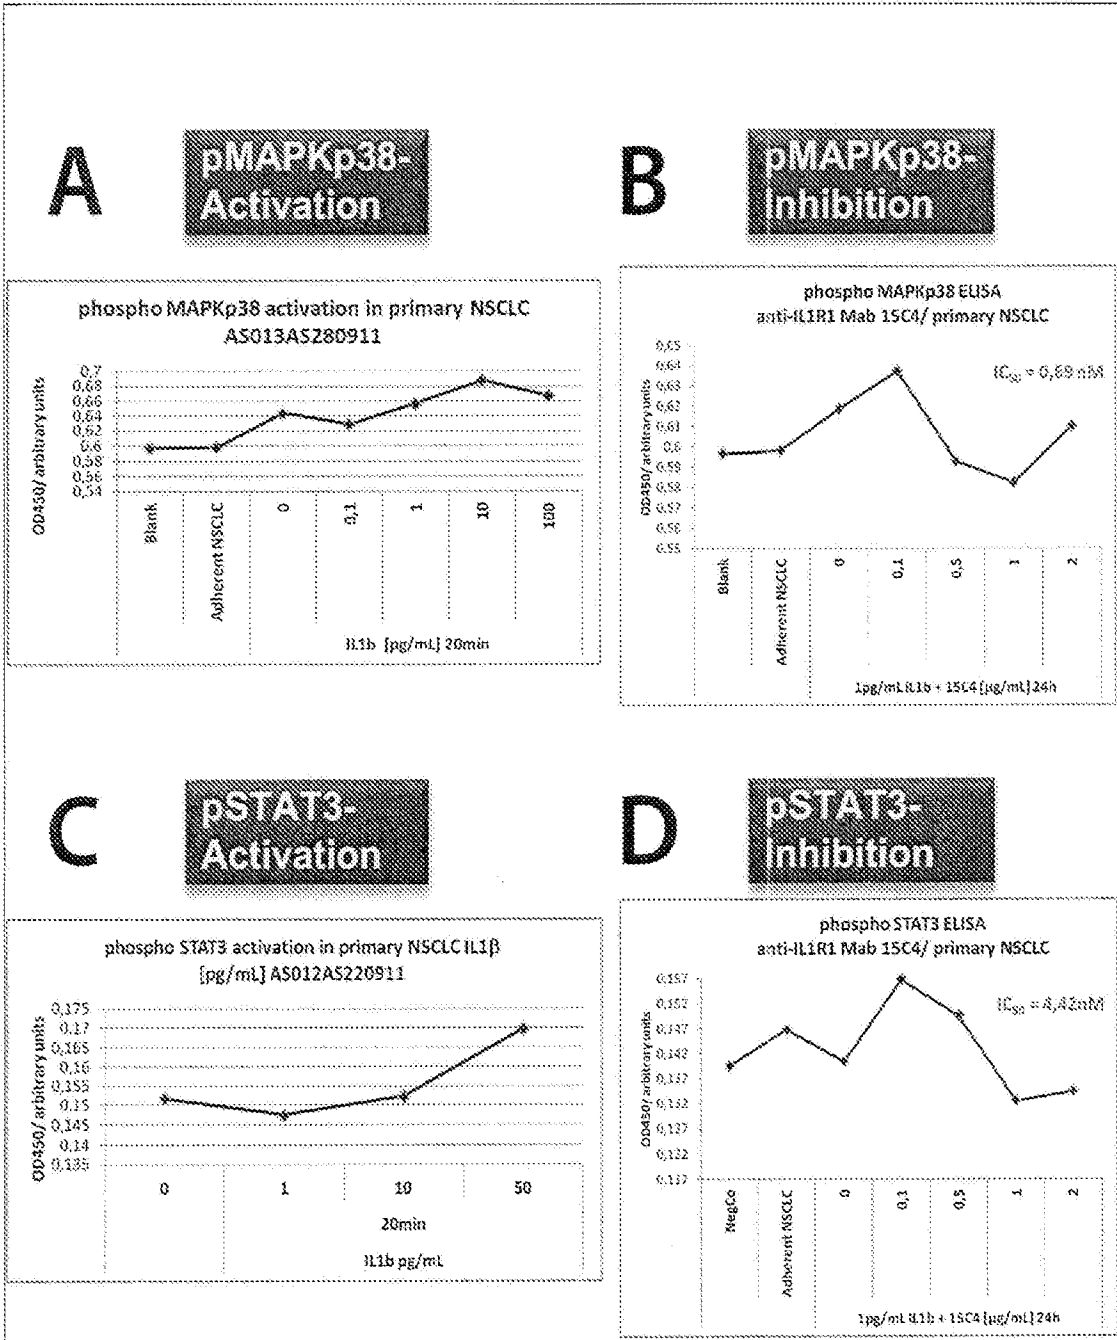 A
pMAPKp38-
Activation
B
pMAPKp38-
Inhibition
phospho MAPKp38 activation in primary NSCLC
AS013AS280911
OD450/ arbitrary units
0,7
0,68
0,66
0,64
0,62
0,6
0,58
0,56
0,54
Blank
Adherent NSCLC
0
0,1
1
10
100
IL1b [pg/mL] 20min
phospho MAPKp38 ELISA
anti-IL1R1 Mab 15C4/ primary NSCLC
IC50 = 0,69 nM
OD450/ arbitrary units
0,65
0,64
0,63
0,62
0,61
0,6
0,59
0,58
0,57
0,56
0,55
Blank
Adherent NSCLC
0
0,1
0,5
1
2
1pg/mL IL1b + 15C4 [µg/mL] 24h
C
pSTAT3-
Activation
D
pSTAT3-
Inhibition
phospho STAT3 activation in primary NSCLC IL1β
[pg/mL] AS012AS220911
OD450/ arbitrary units
0,175
0,17
0,165
0,16
0,155
0,15
0,145
0,14
0,135
0
1
10
50
20min
IL1b pg/mL
phospho STAT3 ELISA
anti-IL1R1 Mab 15C4/ primary NSCLC
IC50 = 4,42nM
OD450/ arbitrary units
0,157
0,152
0,147
0,142
0,137
0,132
0,127
0,122
0,117
NegCo
Adherent NSCLC
0
0,1
0,5
1
2
1pg/mL IL1b + 15C4 [µg/mL] 24h